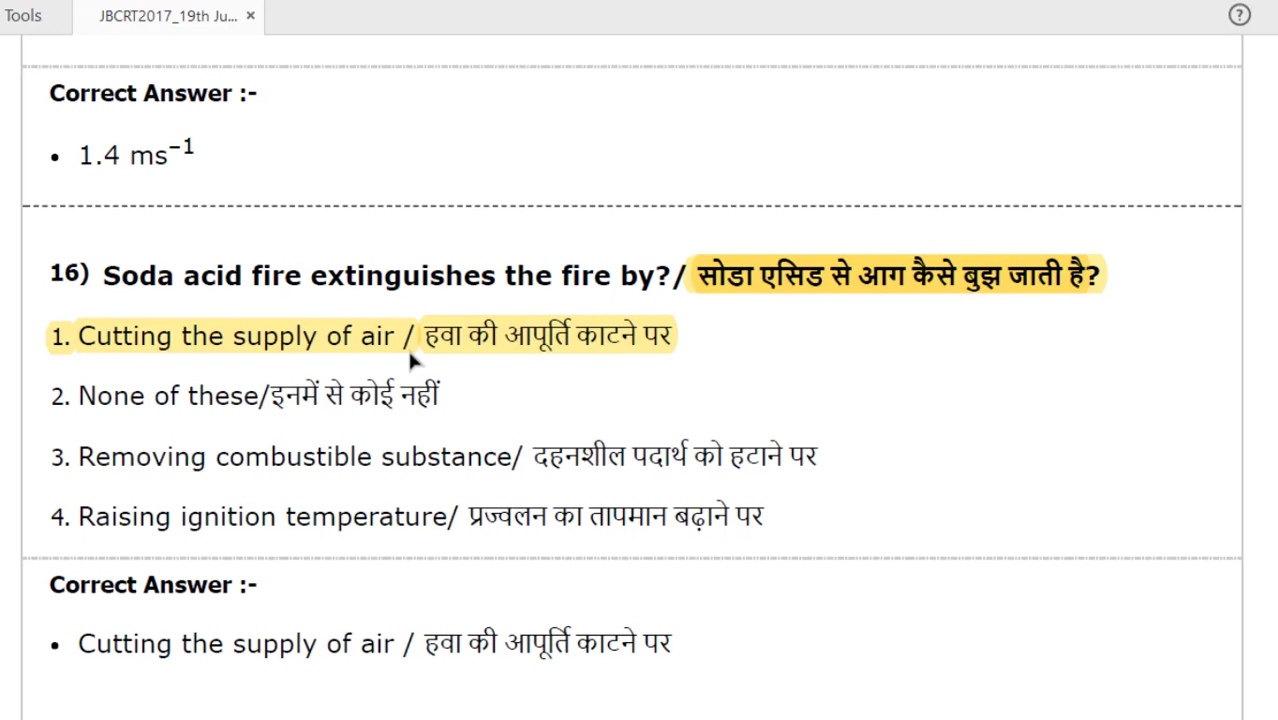 Tools
JBCRT2017_19th Ju... ×
?
Correct Answer :-
• 1.4 ms⁻¹
16) Soda acid fire extinguishes the fire by?/ सोडा एसिड से आग कैसे बुझ जाती है?
1. Cutting the supply of air / हवा की आपूर्ति काटने पर
2. None of these/इनमें से कोई नहीं
3. Removing combustible substance/ दहनशील पदार्थ को हटाने पर
4. Raising ignition temperature/ प्रज्वलन का तापमान बढ़ाने पर
Correct Answer :-
• Cutting the supply of air / हवा की आपूर्ति काटने पर